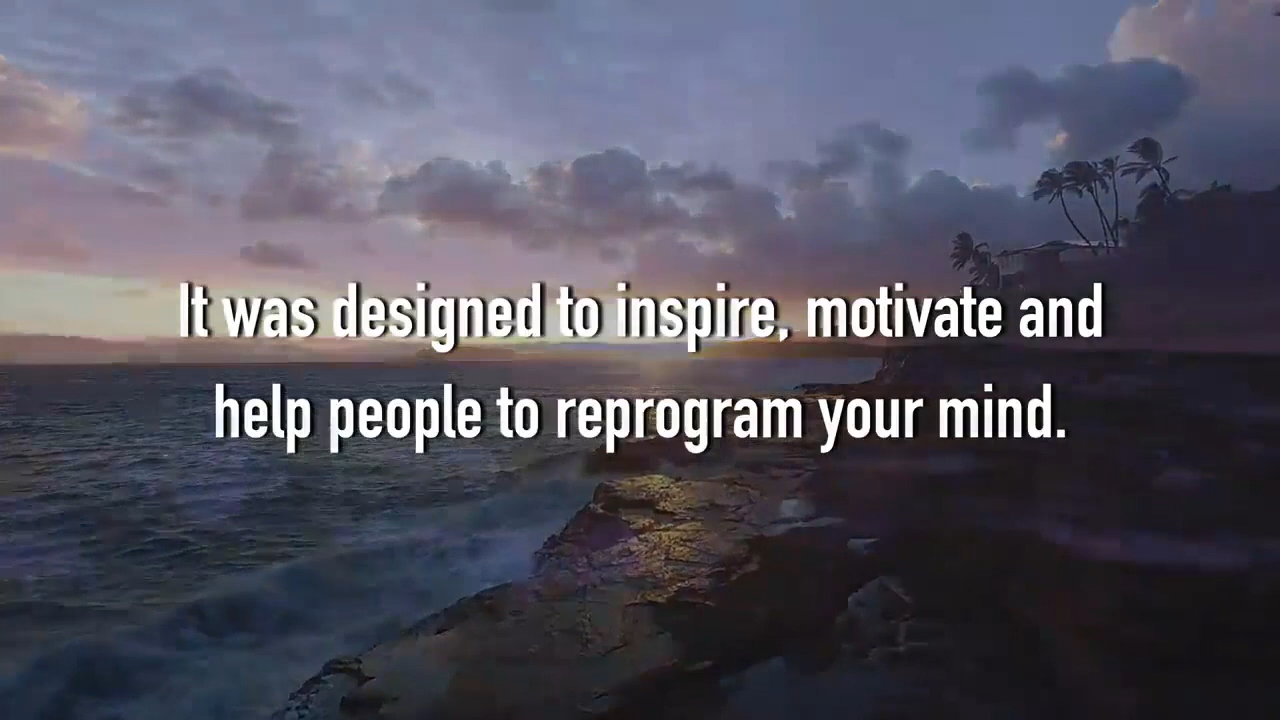 It was designed to inspire, motivate and
help people to reprogram your mind.